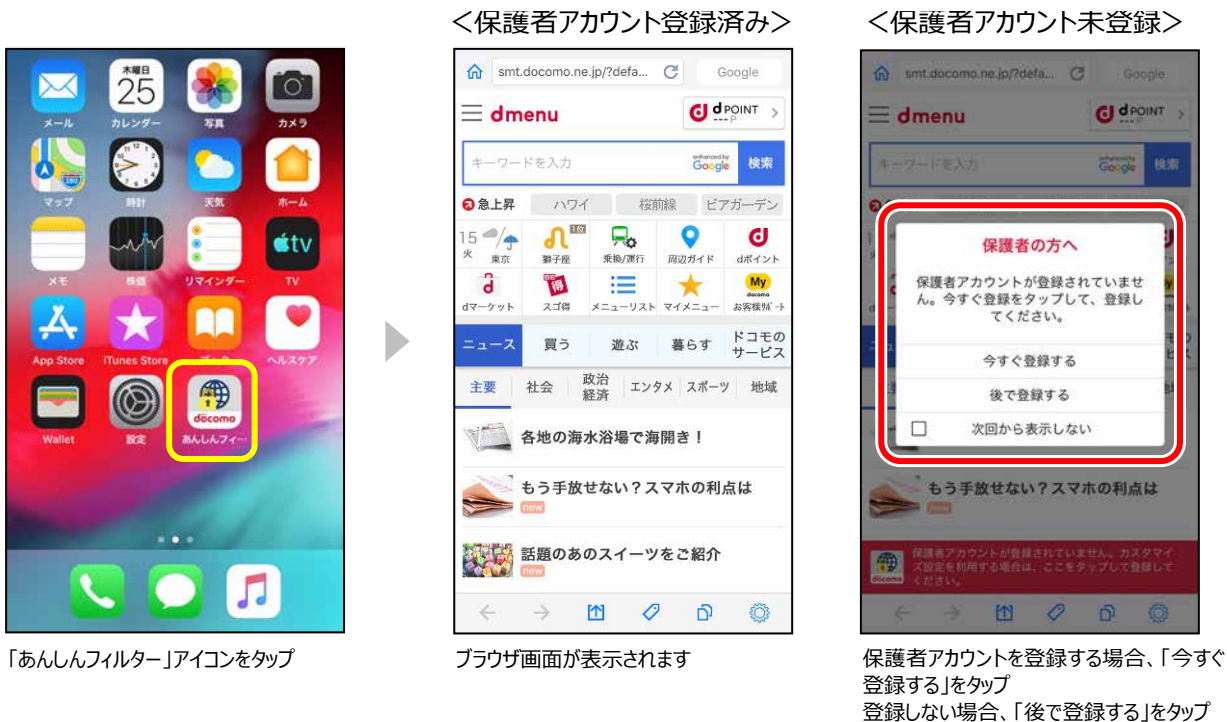 ＜保護者アカウント登録済み＞
＜保護者アカウント未登録＞
木曜日
25
メール
カレンダー
写真
カメラ
280
マップ
時計
天気
ホーム
tv
メモ
株価
リマインダー
TV
App Store
iTunes Store
ブック
ヘルスケア
döcomo
Wallet
設定
あんしんフィ…
「あんしんフィルター」アイコンをタップ
smt.docomo.ne.jp/?defa...
Google
dmenu
d POINT
---P
キーワードを入力
enhanced by
Google
検索
急上昇
ハワイ
桜前線
ビアガーデン
15
火
東京
1位
獅子座
乗換/運行
周辺ガイド
dポイント
d
dマーケット
得
スゴ得
メニューリスト
マイメニュー
My
docomo
お客様ｻﾎﾟｰﾄ
ニュース
買う
遊ぶ
暮らす
ドコモの
サービス
主要
社会
政治
経済
エンタメ
スポーツ
地域
各地の海水浴場で海開き！
もう手放せない？スマホの利点は
new
話題のあのスイーツをご紹介
new
ブラウザ画面が表示されます
smt.docomo.ne.jp/?defa...
Google
dmenu
d POINT
---P
キーワードを入力
enhanced by
Google
検索
保護者の方へ
保護者アカウントが登録されていませ
ん。今すぐ登録をタップして、登録し
てください。
今すぐ登録する
後で登録する
次回から表示しない
もう手放せない？スマホの利点は
new
保護者アカウントが登録されていません。カスタマイ
ズ設定を利用する場合は、ここをタップして登録して
ください。
döcomo
保護者アカウントを登録する場合、「今すぐ
登録する」をタップ
登録しない場合、「後で登録する」をタップ